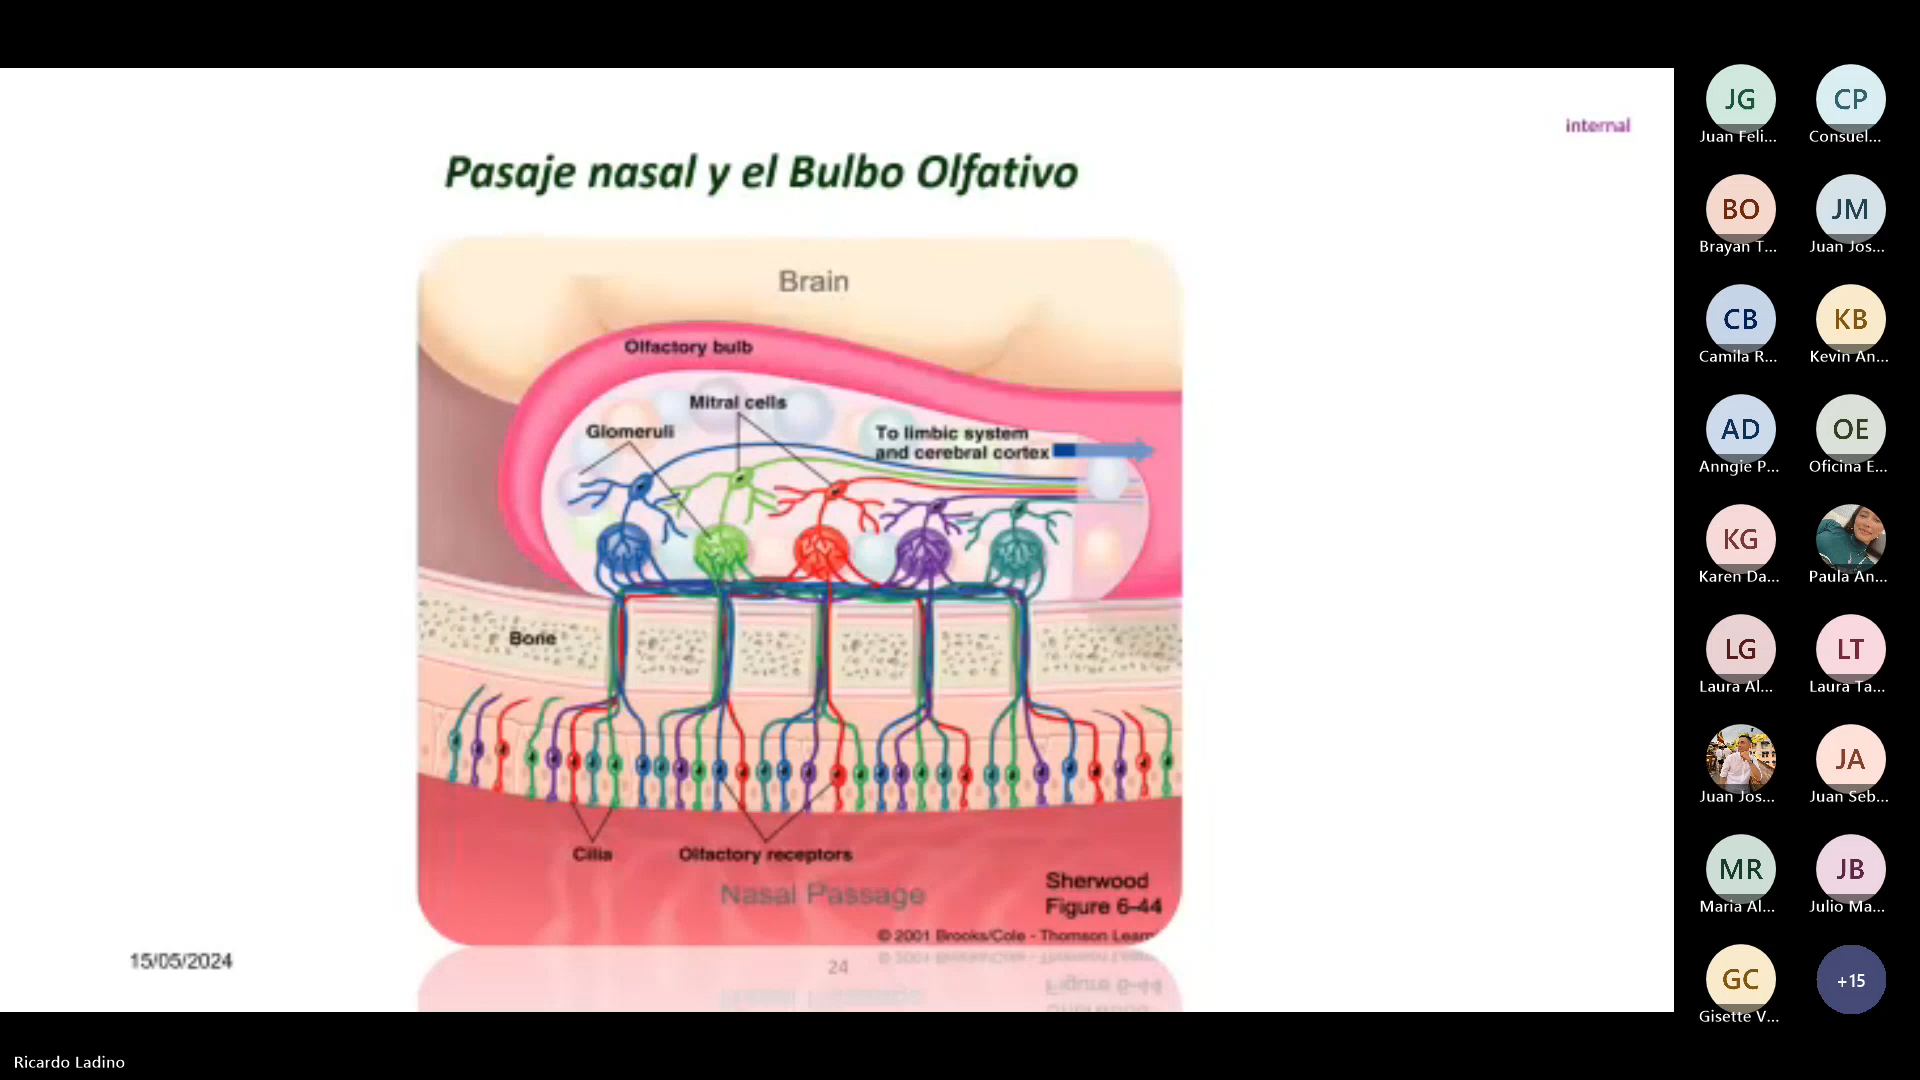 internal
Pasaje nasal y el Bulbo Olfativo
Brain
Olfactory bulb
Mitral cells
Glomeruli
To limbic system
and cerebral cortex
Bone
Cilia
Olfactory receptors
Nasal Passage
Sherwood
Figure 6-44
© 2001 Brooks/Cole - Thomson Learn
15/05/2024
24
JG
Juan Feli...
CP
Consuel...
BO
Brayan T...
JM
Juan Jos...
CB
Camila R...
KB
Kevin An...
AD
Anngie P...
OE
Oficina E...
KG
Karen Da...
Paula An...
LG
Laura Al...
LT
Laura Ta...
Juan Jos...
JA
Juan Seb...
MR
Maria Al...
JB
Julio Ma...
GC
Gisette V...
+15
Ricardo Ladino